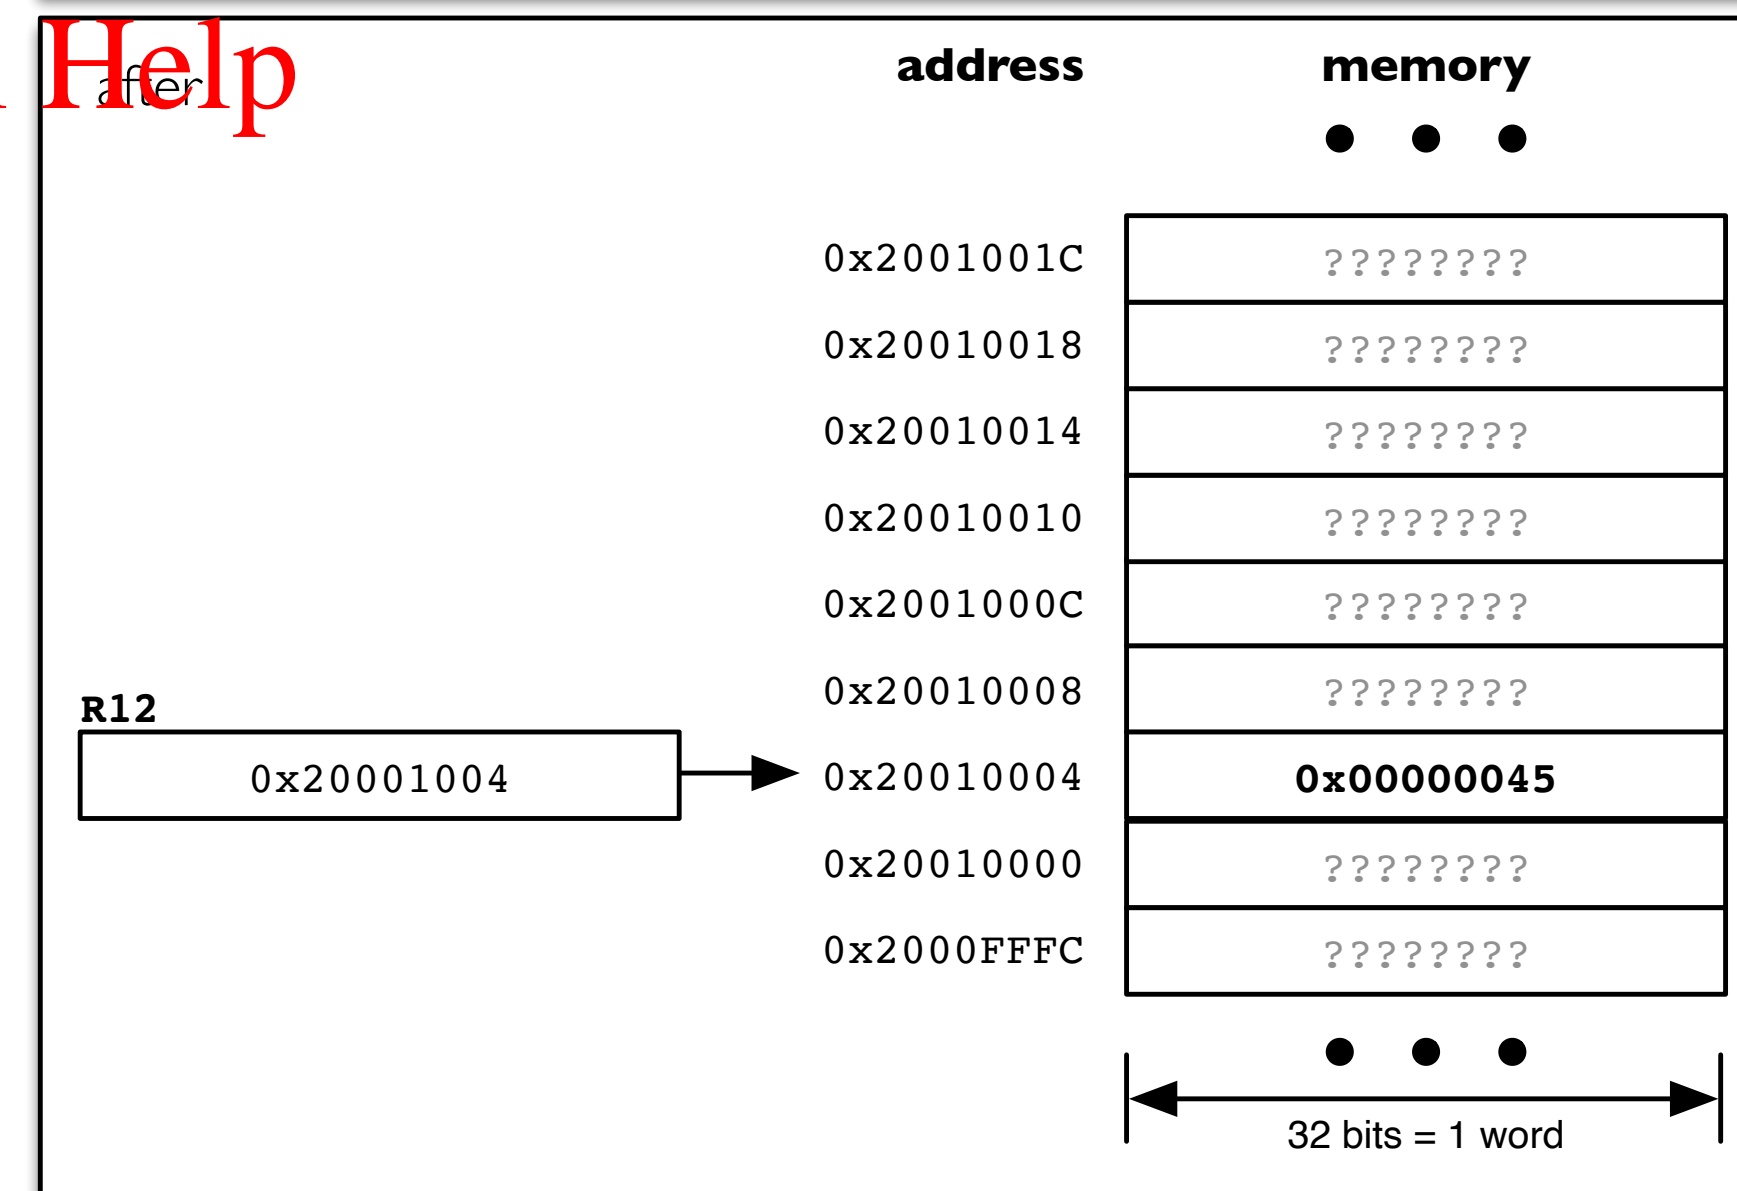 Help
after
address memory
• • •
0x2001001C ????????
0x20010018 ????????
0x20010014 ????????
0x20010010 ????????
0x2001000C ????????
0x20010008 ????????
R12
0x20001004 0x20010004 0x00000045
0x20010000 ????????
0x2000FFFC ????????
• • •
32 bits = 1 word